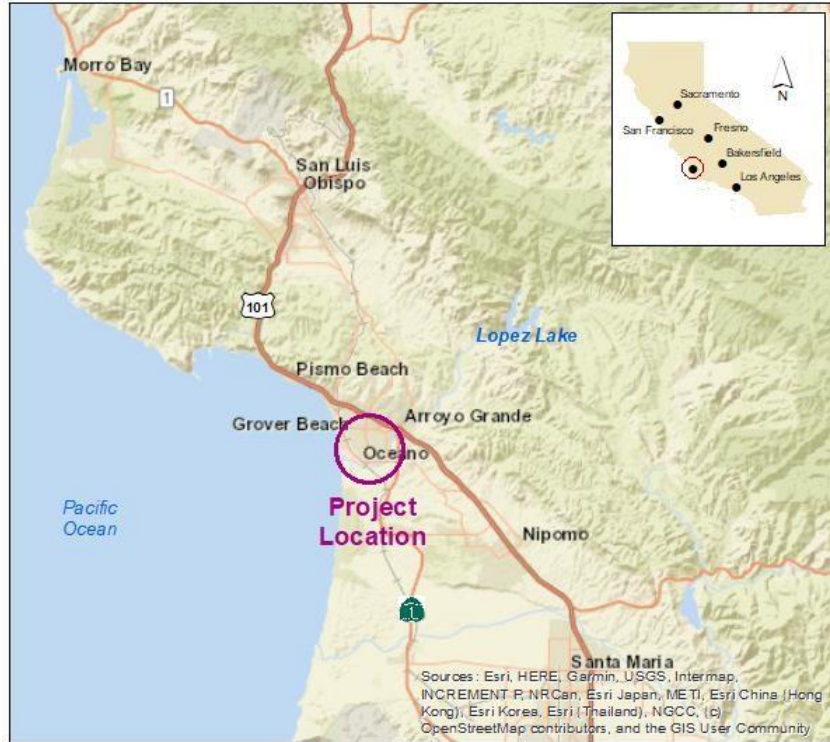 Morro Bay
1
San Luis
Obispo
101
Lopez Lake
Pismo Beach
Grover Beach
Arroyo Grande
Oceano
Project
Location
Pacific
Ocean
Nipomo
1
Santa Maria
N
Sacramento
San Francisco
Fresno
Bakersfield
Los Angeles
Sources: Esri, HERE, Garmin, USGS, Intermap,
INCREMENT P, NRCan, Esri Japan, METI, Esri China (Hong
Kong), Esri Korea, Esri (Thailand), NGCC, (c)
OpenStreetMap contributors, and the GIS User Community